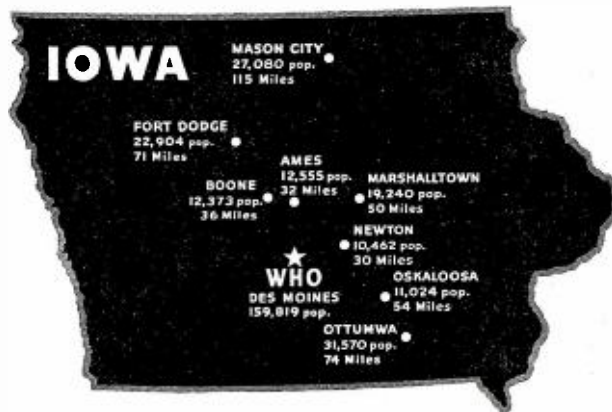 IOWA
MASON CITY
27,080 pop.
115 Miles
FORT DODGE
22,904 pop.
71 Miles
AMES
12,555 pop.
32 Miles
BOONE
12,373 pop.
36 Miles
MARSHALLTOWN
19,240 pop.
50 Miles
NEWTON
10,462 pop.
30 Miles
WHO
DES MOINES
159,819 pop.
OSKALOOSA
11,024 pop.
54 Miles
OTTUMWA
31,570 pop.
74 Miles